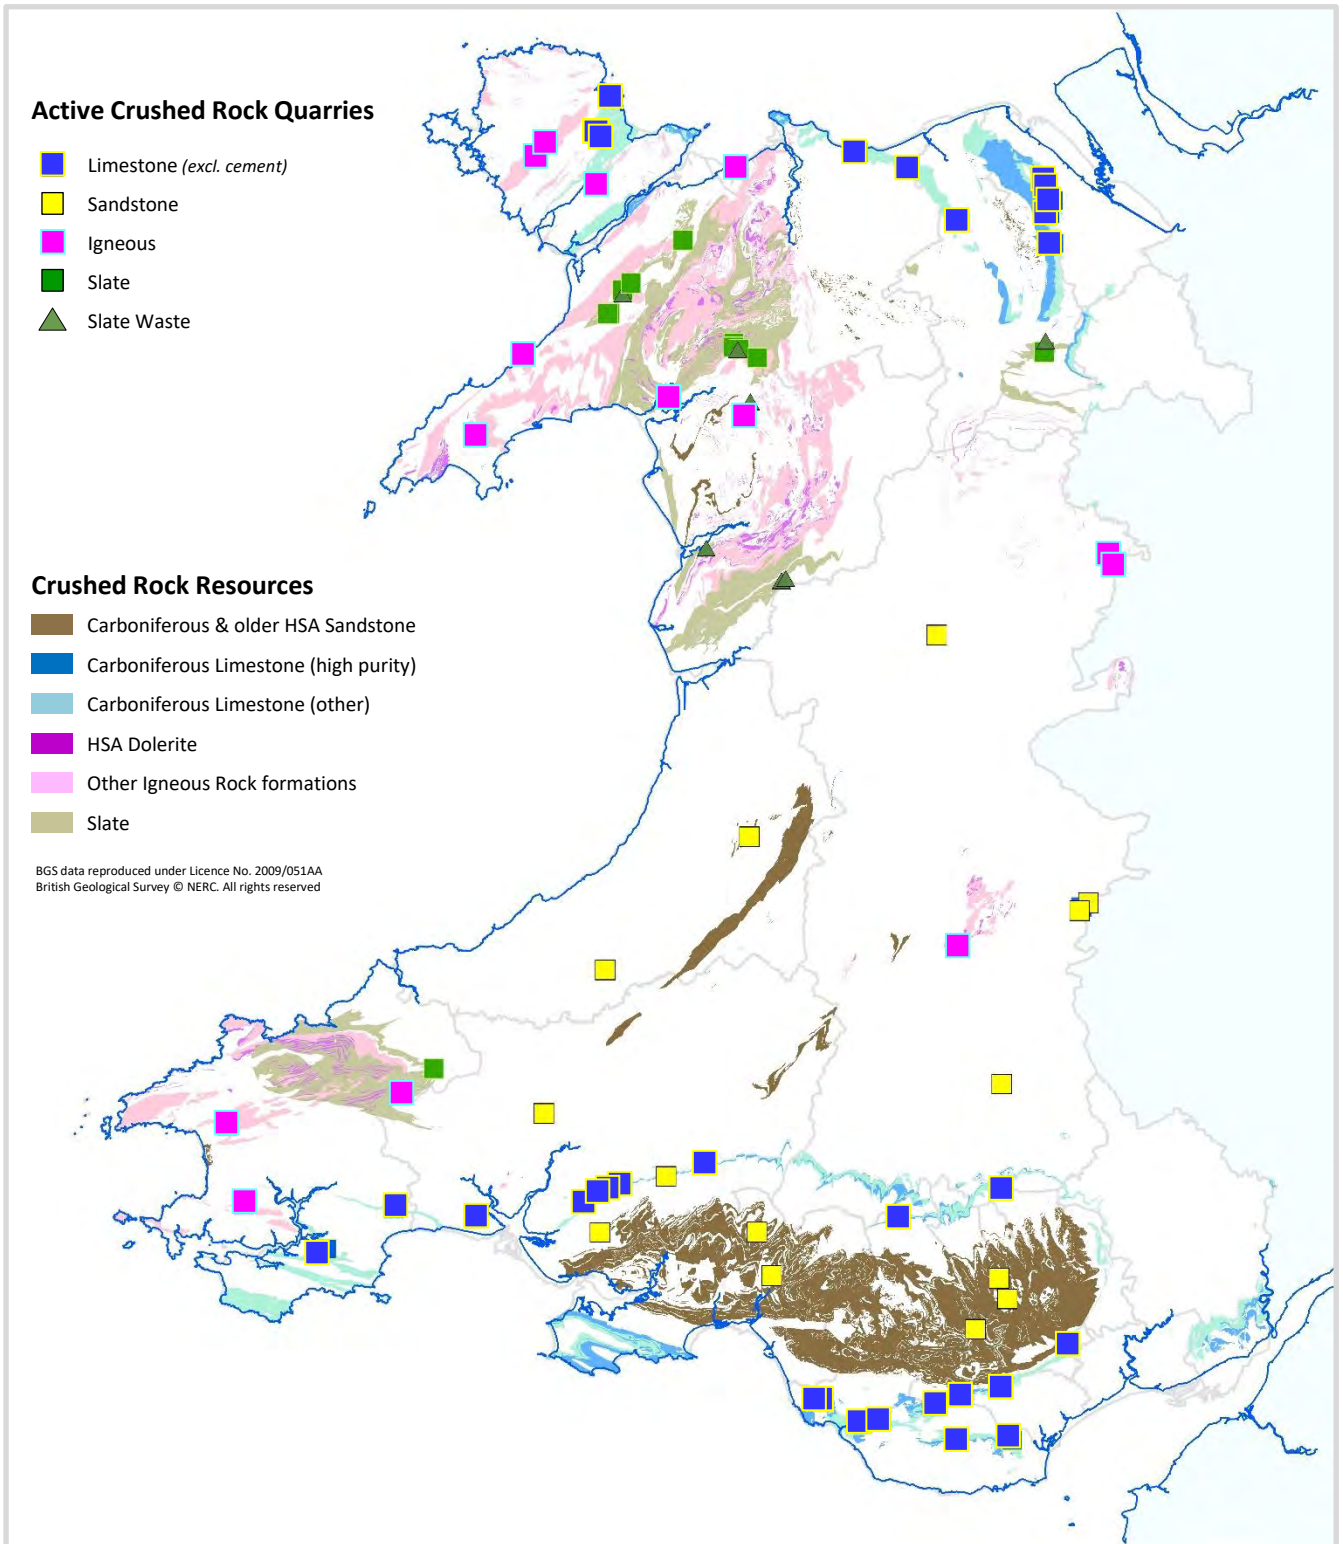 Active Crushed Rock Quarries
Limestone (excl. cement)
Sandstone
Igneous
Slate
Slate Waste
Crushed Rock Resources
Carboniferous & older HSA Sandstone
Carboniferous Limestone (high purity)
Carboniferous Limestone (other)
HSA Dolerite
Other Igneous Rock formations
Slate
BGS data reproduced under Licence No. 2009/051AA
British Geological Survey © NERC. All rights reserved